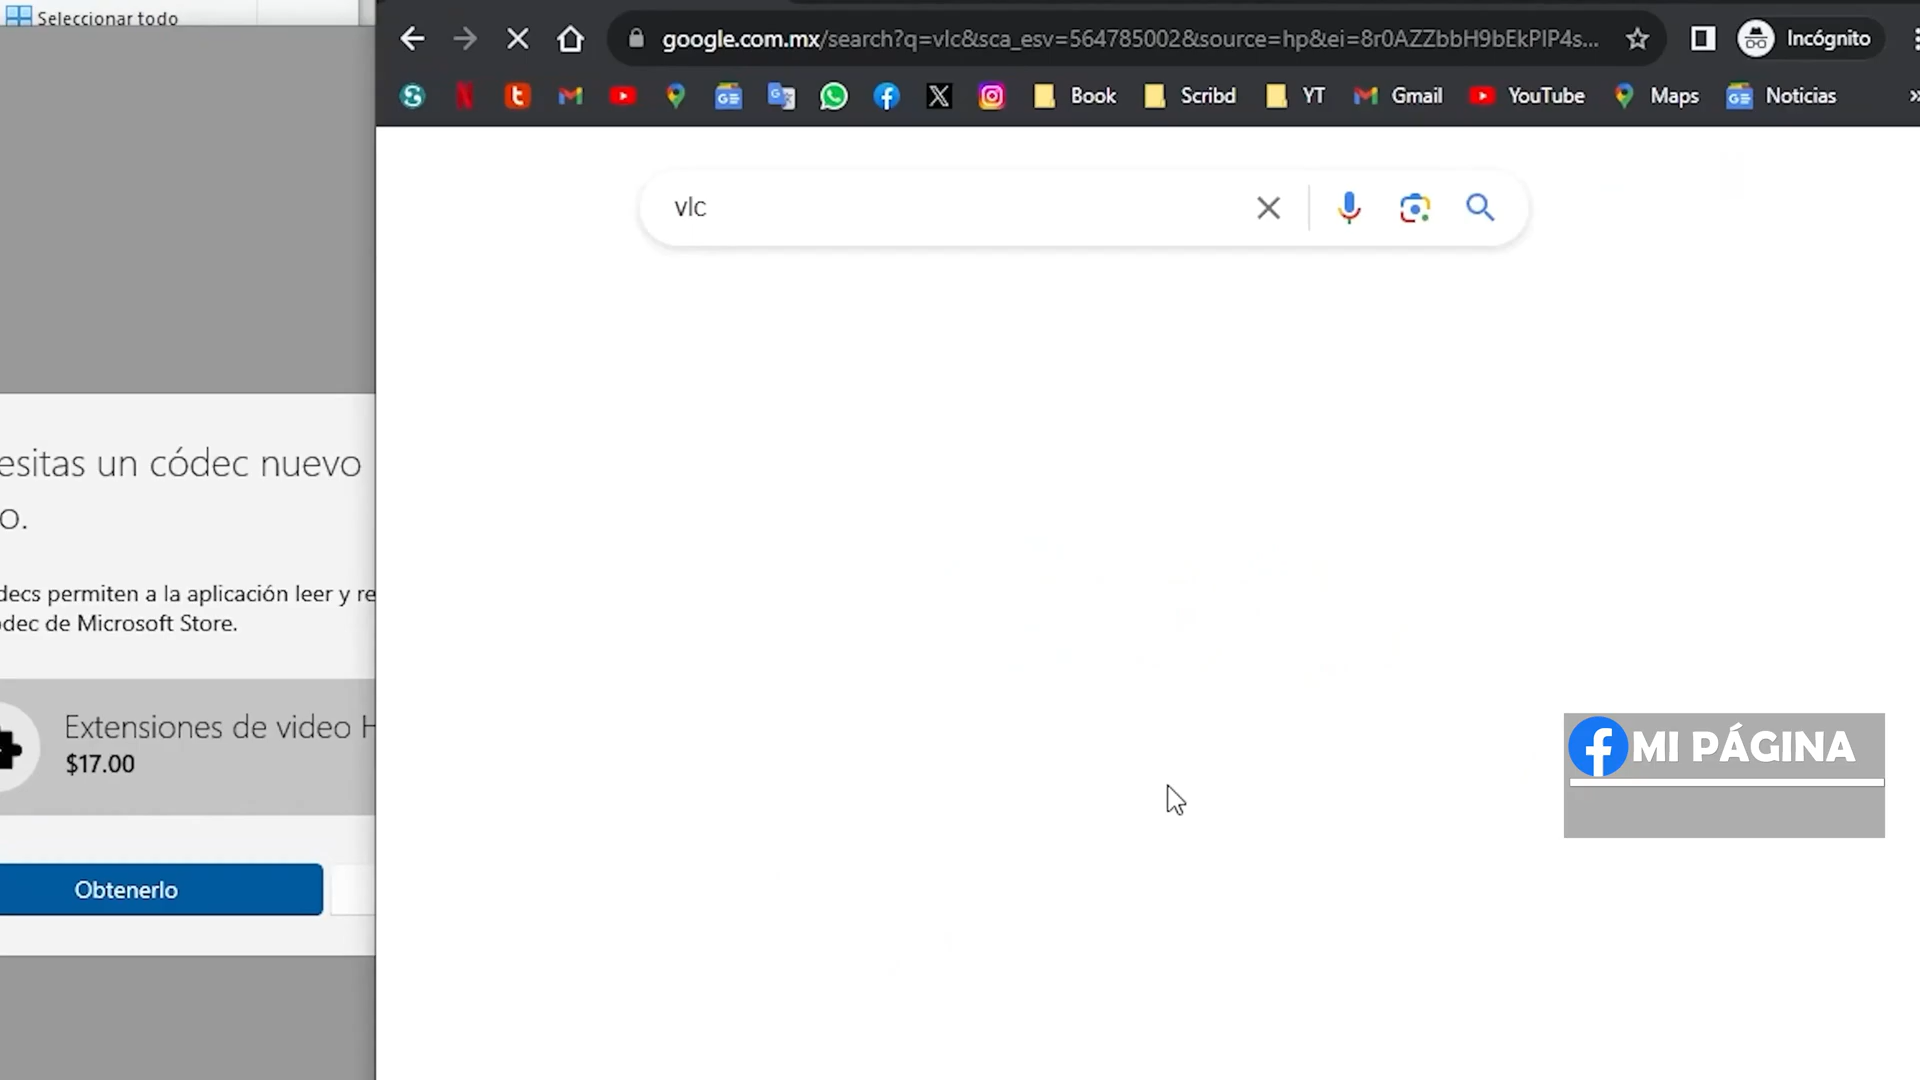 Seleccionar todo
google.com.mx/search?q=vlc&sca_esv=564785002&source=hp&ei=8r0AZZbbH9bEkPIP4s...
Incógnito
Book
Scribd
YT
Gmail
YouTube
Maps
Noticias
vlc
esitas un códec nuevo
o.
decs permiten a la aplicación leer y re
ódec de Microsoft Store.
Extensiones de video H
$17.00
Obtenerlo
MI PÁGINA